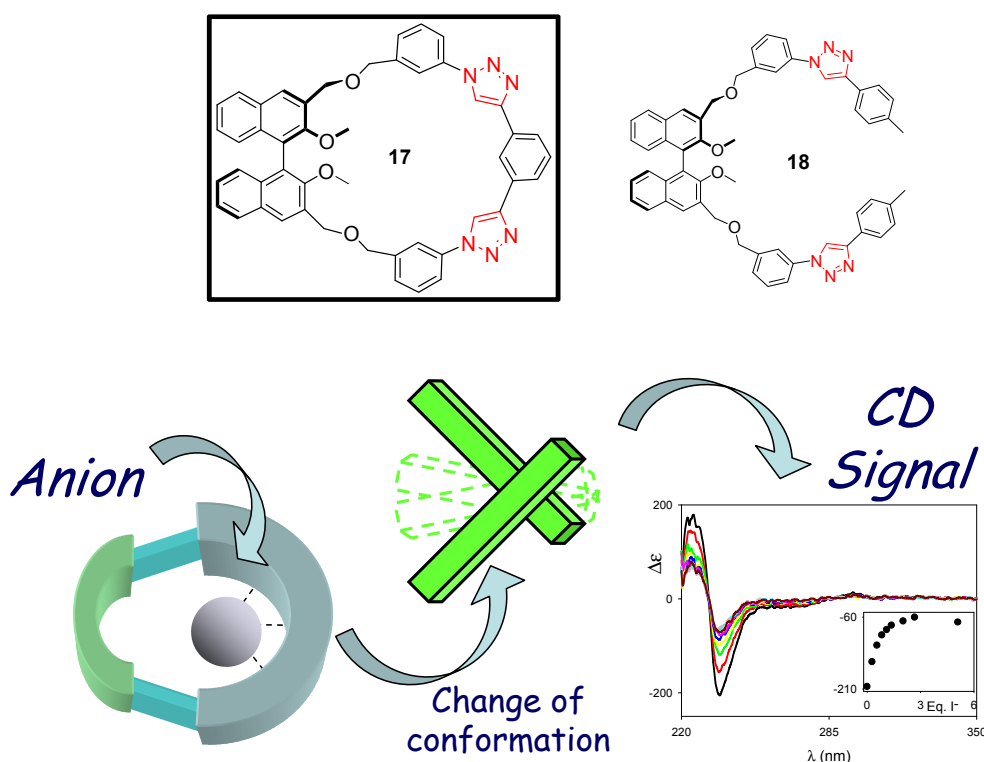 N N N
O
O
17
O
O
N N N
N N N
O
O
18
O
O
N N N
Anion
Change of
conformation
CD
Signal
200
0
-200
Δε
220
285
350
λ (nm)
-60
-210
0
3
6
Eq. I⁻